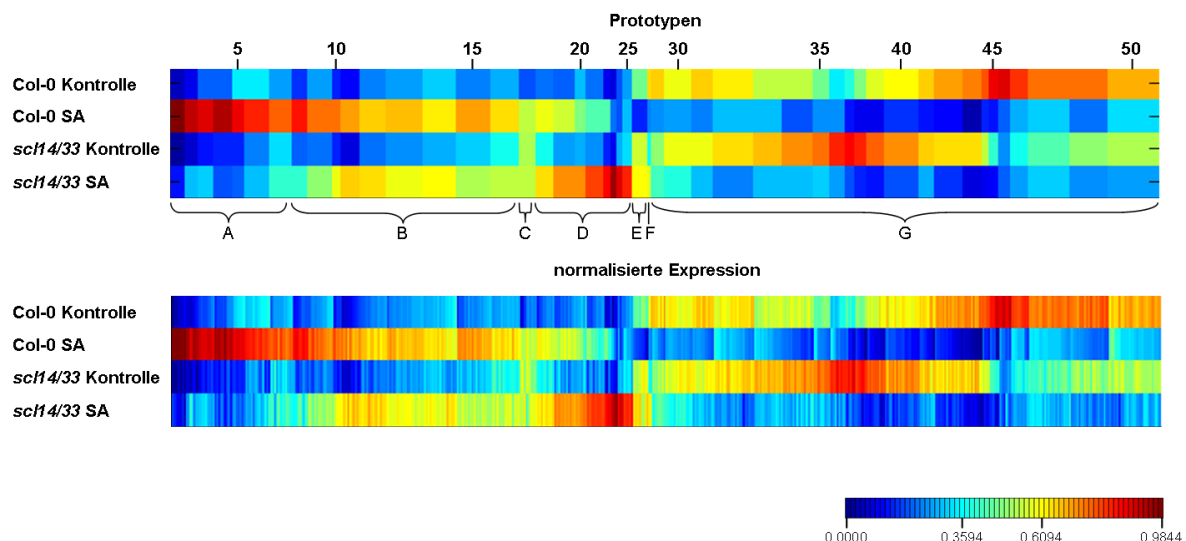 Prototypen
5 10 15 20 25 30 35 40 45 50
Col-0 Kontrolle
Col-0 SA
scl14/33 Kontrolle
scl14/33 SA
A B C D E F G
normalisierte Expression
Col-0 Kontrolle
Col-0 SA
scl14/33 Kontrolle
scl14/33 SA
0.0000 0.3594 0.6094 0.9844